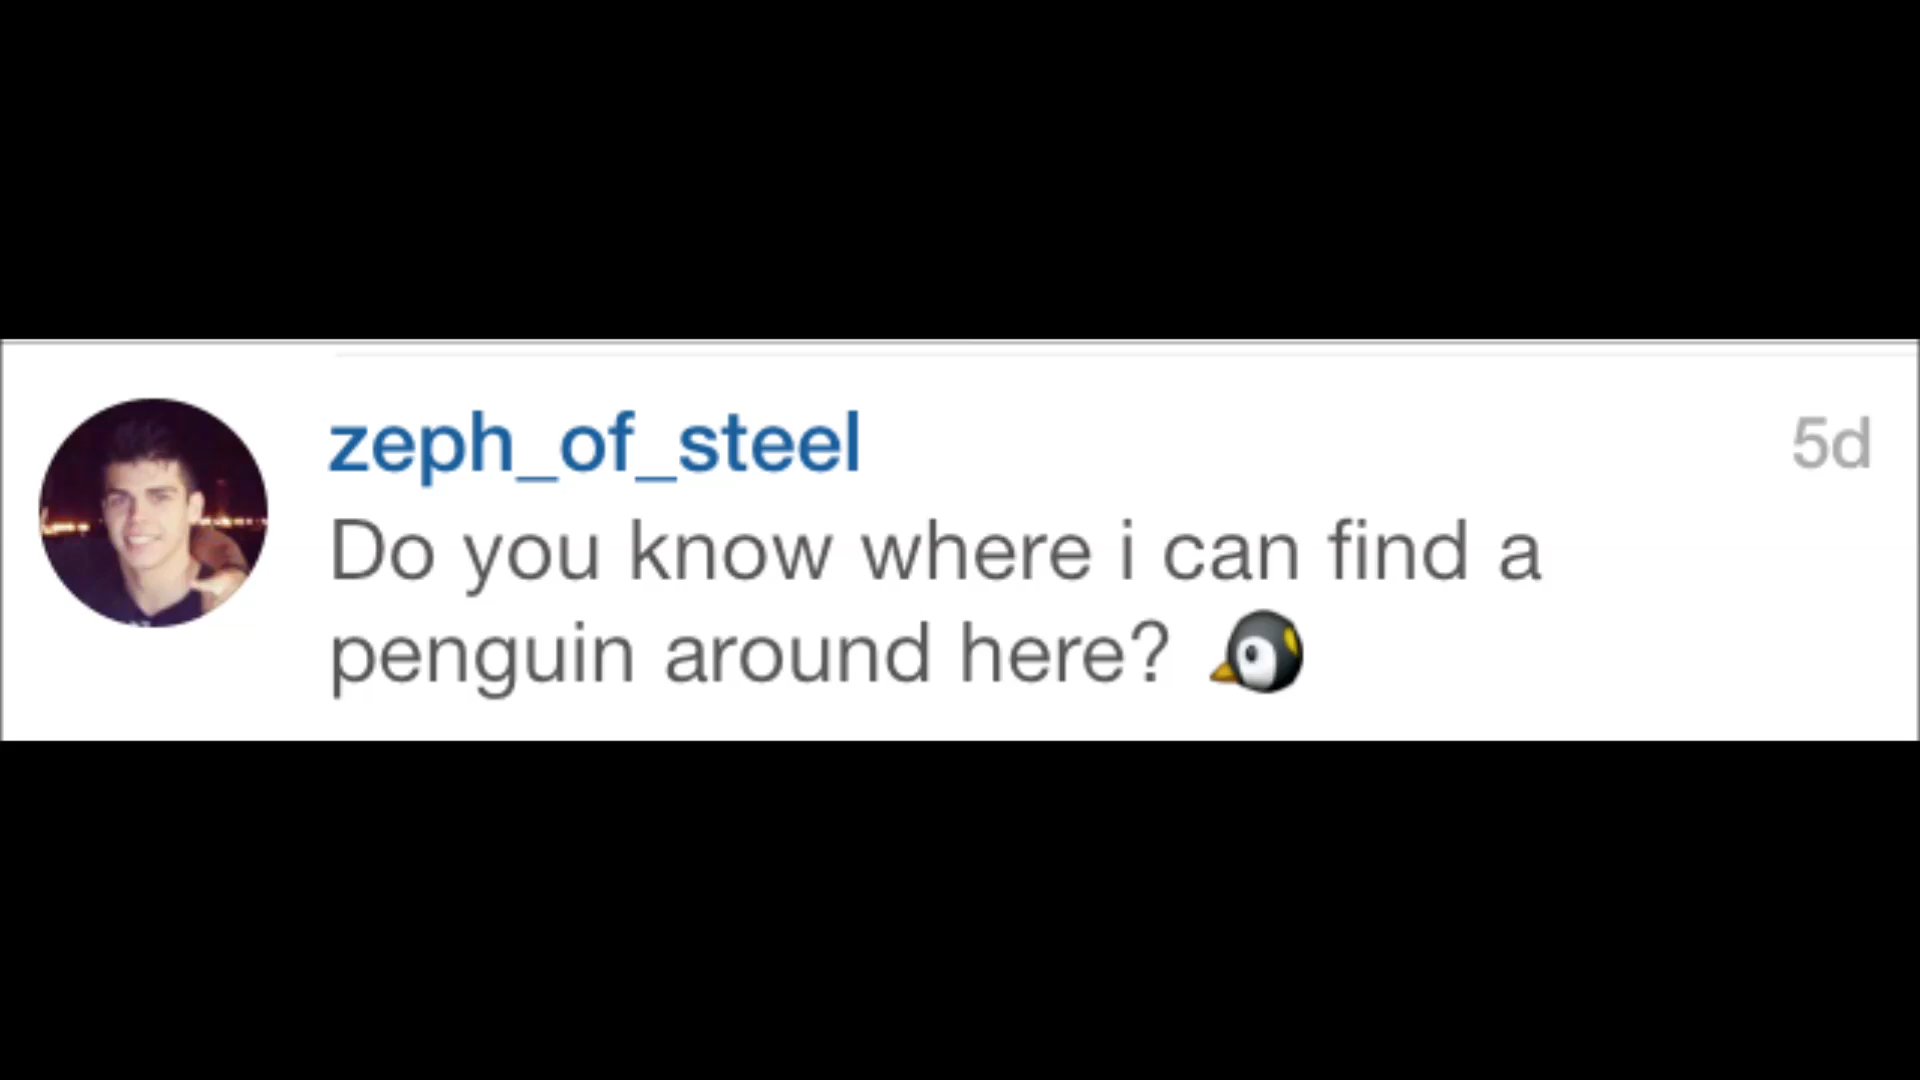 zeph_of_steel
5d
Do you know where i can find a
penguin around here? 🐧